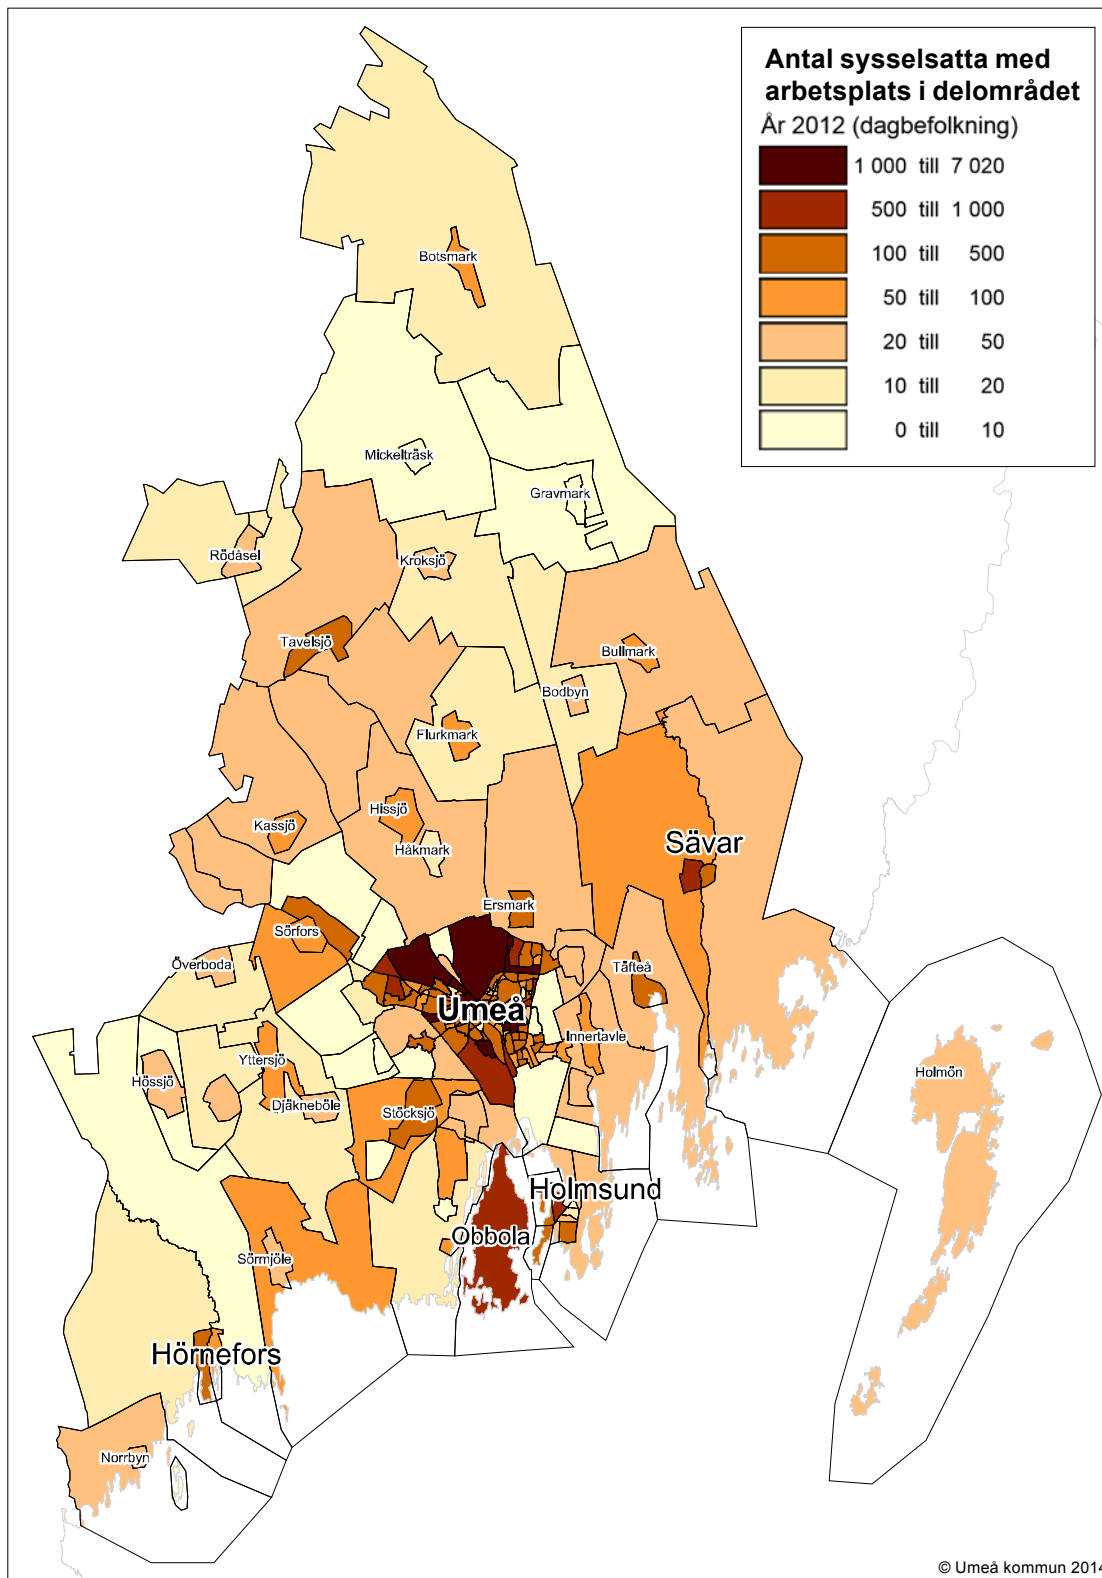 Antal sysselsatta med
arbetsplats i delområdet
År 2012 (dagbefolkning)
1 000 till 7 020
500 till 1 000
100 till 500
50 till 100
20 till 50
10 till 20
0 till 10
Botsmark
Mickelträsk
Gravmark
Rödåsel
Kroksjö
Tavelsjö
Bullmark
Bodbyn
Flurkmark
Hissjö
Kassjö
Håkmark
Sävar
Ersmark
Sörfors
Överboda
Täfteå
Umeå
Innertavle
Yttersjö
Hössjö
Djäkneböle
Stöcksjö
Holmön
Holmsund
Obbola
Sörmjöle
Hörnefors
Norrbyn
© Umeå kommun 2014